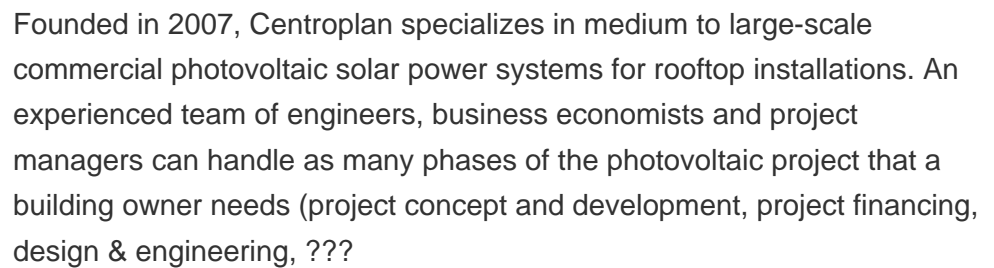 Founded in 2007, Centroplan specializes in medium to large-scale
commercial photovoltaic solar power systems for rooftop installations. An
experienced team of engineers, business economists and project
managers can handle as many phases of the photovoltaic project that a
building owner needs (project concept and development, project financing,
design & engineering, ???